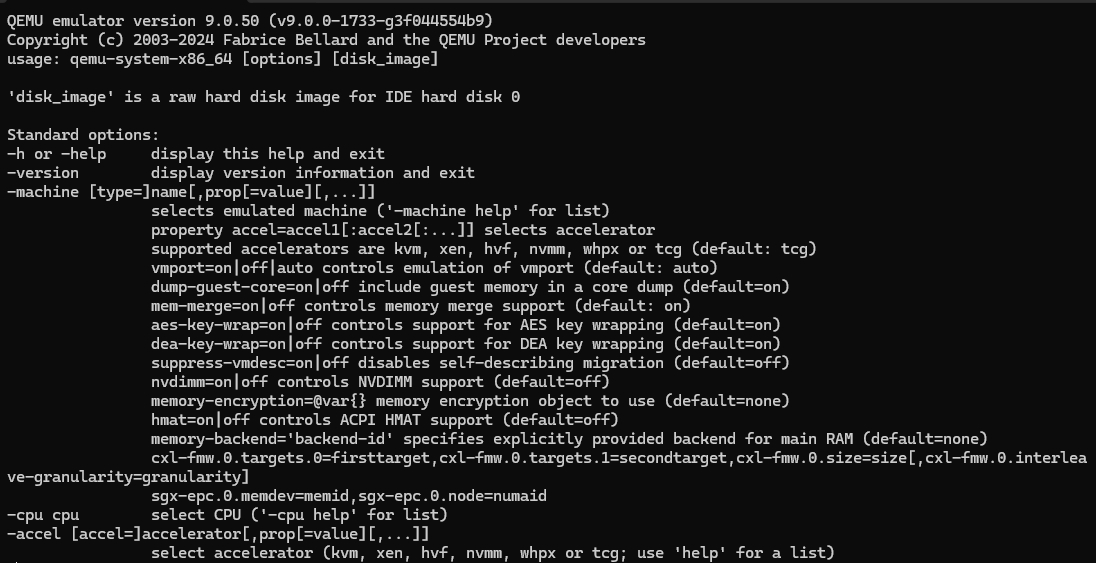 QEMU emulator version 9.0.50 (v9.0.0-1733-g3f044554b9)
Copyright (c) 2003-2024 Fabrice Bellard and the QEMU Project developers
usage: qemu-system-x86_64 [options] [disk_image]

'disk_image' is a raw hard disk image for IDE hard disk 0

Standard options:
-h or -help     display this help and exit
-version        display version information and exit
-machine [type=]name[,prop[=value][,...]]
                selects emulated machine ('-machine help' for list)
                property accel=accel1[:accel2[:...]] selects accelerator
                supported accelerators are kvm, xen, hvf, nvmm, whpx or tcg (default: tcg)
                vmport=on|off|auto controls emulation of vmport (default: auto)
                dump-guest-core=on|off include guest memory in a core dump (default=on)
                mem-merge=on|off controls memory merge support (default: on)
                aes-key-wrap=on|off controls support for AES key wrapping (default=on)
                dea-key-wrap=on|off controls support for DEA key wrapping (default=on)
                suppress-vmdesc=on|off disables self-describing migration (default=off)
                nvdimm=on|off controls NVDIMM support (default=off)
                memory-encryption=@var{} memory encryption object to use (default=none)
                hmat=on|off controls ACPI HMAT support (default=off)
                memory-backend='backend-id' specifies explicitly provided backend for main RAM (default=none)
                cxl-fmw.0.targets.0=firsttarget,cxl-fmw.0.targets.1=secondtarget,cxl-fmw.0.size=size[,cxl-fmw.0.interlea
ve-granularity=granularity]
                sgx-epc.0.memdev=memid,sgx-epc.0.node=numaid
-cpu cpu        select CPU ('-cpu help' for list)
-accel [accel=]accelerator[,prop[=value][,...]]
                select accelerator (kvm, xen, hvf, nvmm, whpx or tcg; use 'help' for a list)